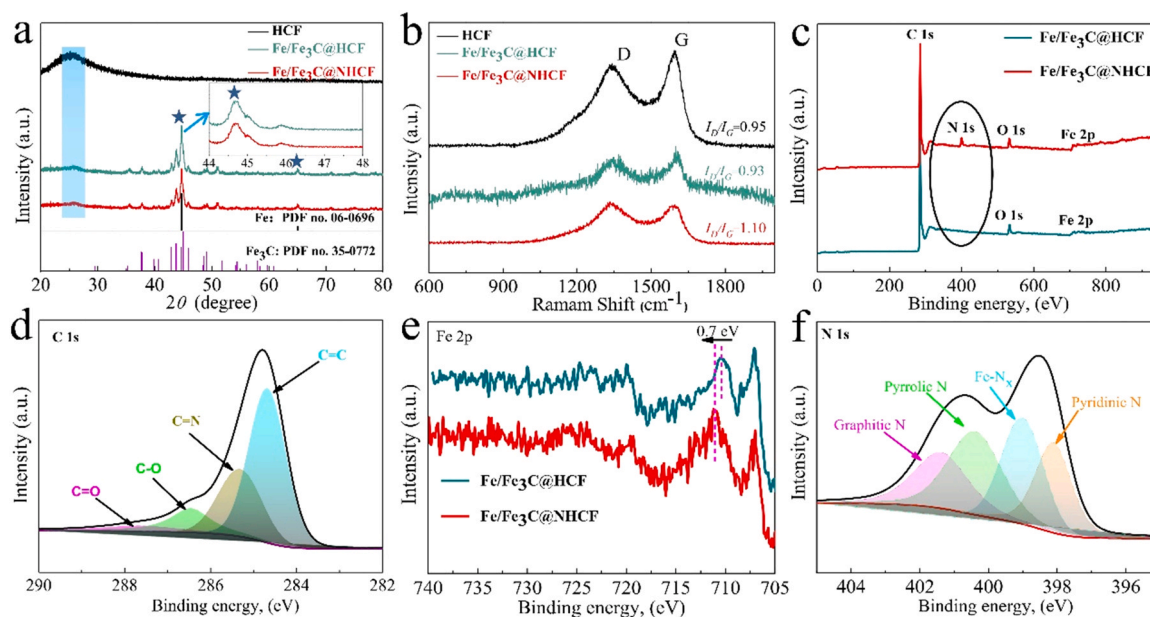 a
HCF
Fe/Fe3C@HCF
Fe/Fe3C@NHCF
44 45 46 47 48
Fe: PDF no. 06-0696
Fe3C: PDF no. 35-0772
20 30 40 50 60 70 80
2θ (degree)
Intensity (a.u.)
b
HCF
Fe/Fe3C@HCF
Fe/Fe3C@NHCF
D
G
ID/IG=0.95
ID/IG=0.93
ID/IG=1.10
600 900 1200 1500 1800
Ramam Shift (cm-1)
Intensity (a.u.)
c
C 1s
Fe/Fe3C@HCF
Fe/Fe3C@NHCF
N 1s
O 1s
Fe 2p
O 1s
Fe 2p
0 200 400 600 800
Binding energy, (eV)
Intensity (a.u.)
d
C 1s
C=C
C=N
C-O
C=O
290 288 286 284 282
Binding energy, (eV)
Intensity (a.u.)
e
Fe 2p
0.7 eV
Fe/Fe3C@HCF
Fe/Fe3C@NHCF
740 735 730 725 720 715 710 705
Binding energy, (eV)
Intensity (a.u.)
f
N 1s
Pyrrolic N
Fe-Nx
Graphitic N
Pyridinic N
404 402 400 398 396
Binding energy, (eV)
Intensity (a.u.)